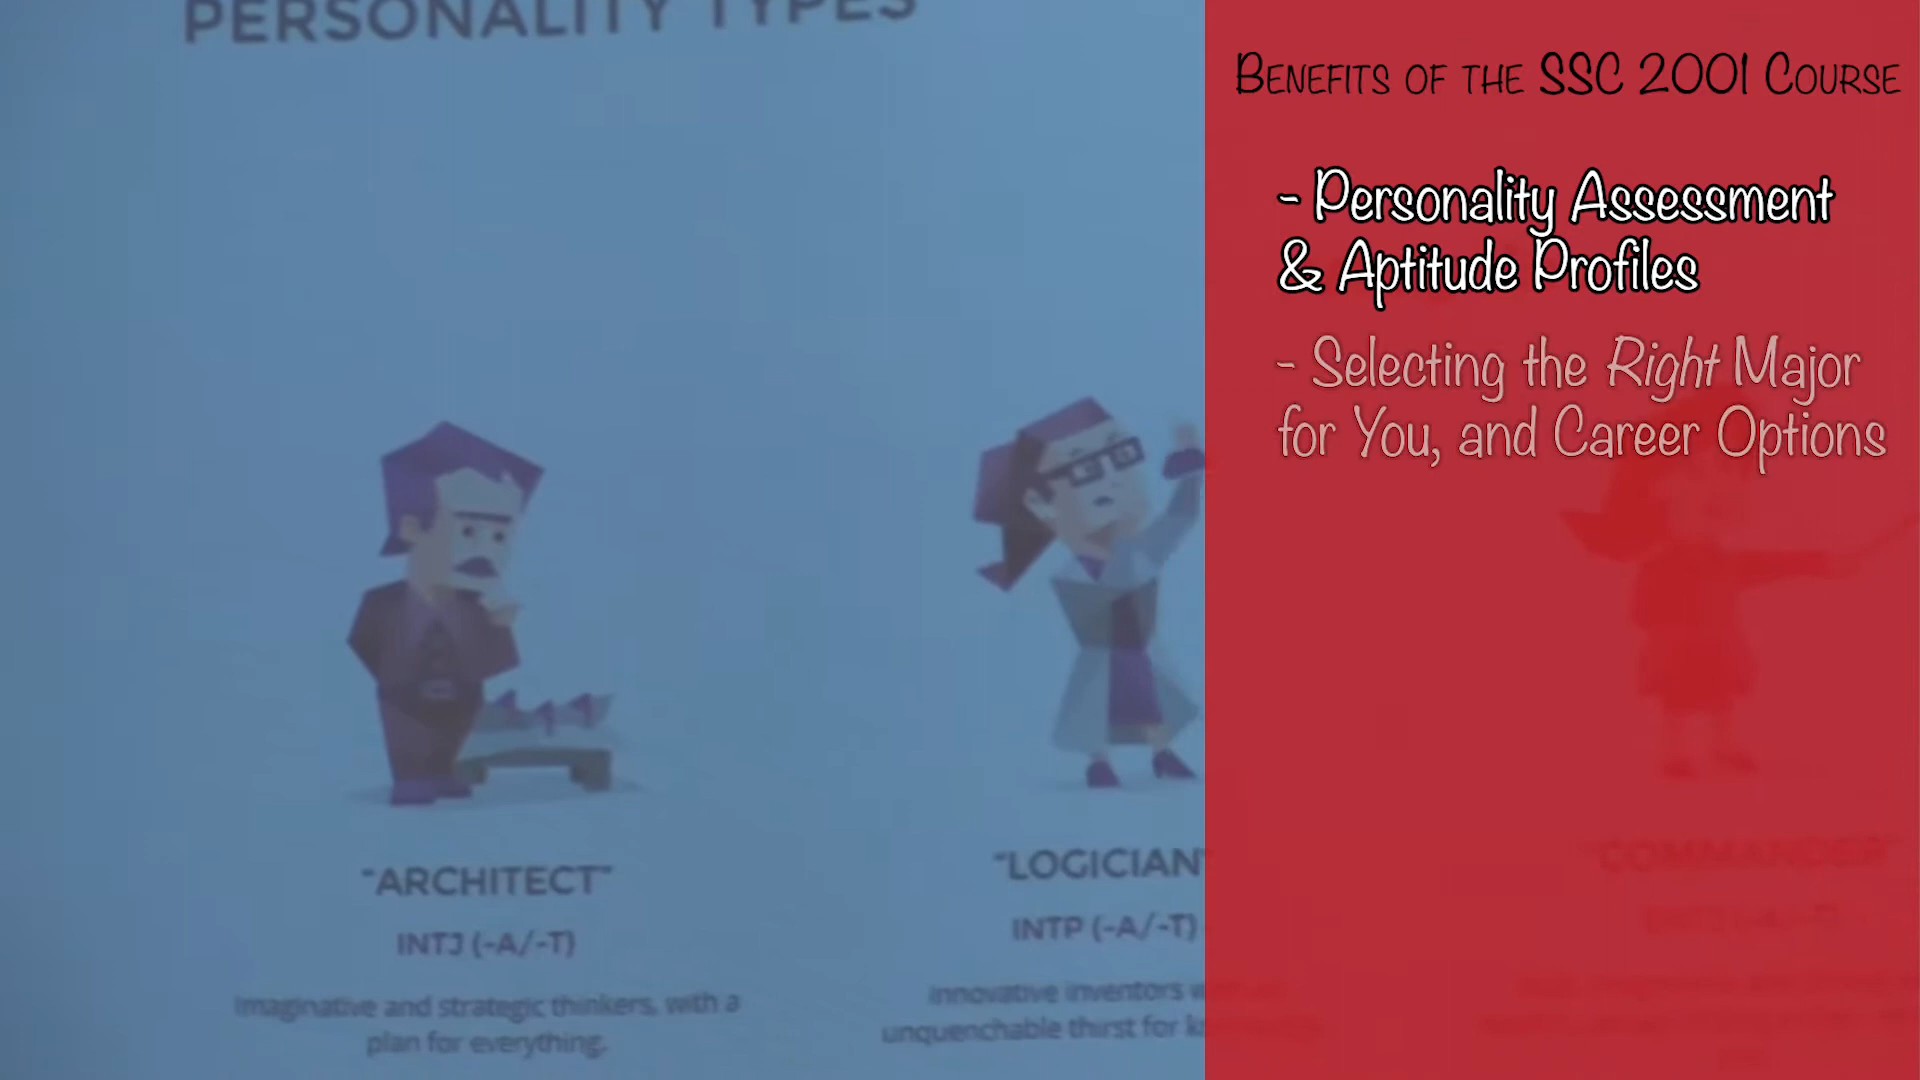 PERSONALITY TYPES
BENEFITS OF THE SSC 2001 COURSE
- Personality Assessment
& Aptitude Profiles
- Selecting the Right Major
for You, and Career Options
"ARCHITECT"
INTJ (-A/-T)
Imaginative and strategic thinkers, with a
plan for everything.
"LOGICIAN"
INTP (-A/-T)
Innovative inventors
unquenchable thirst for
"COMMANDER"